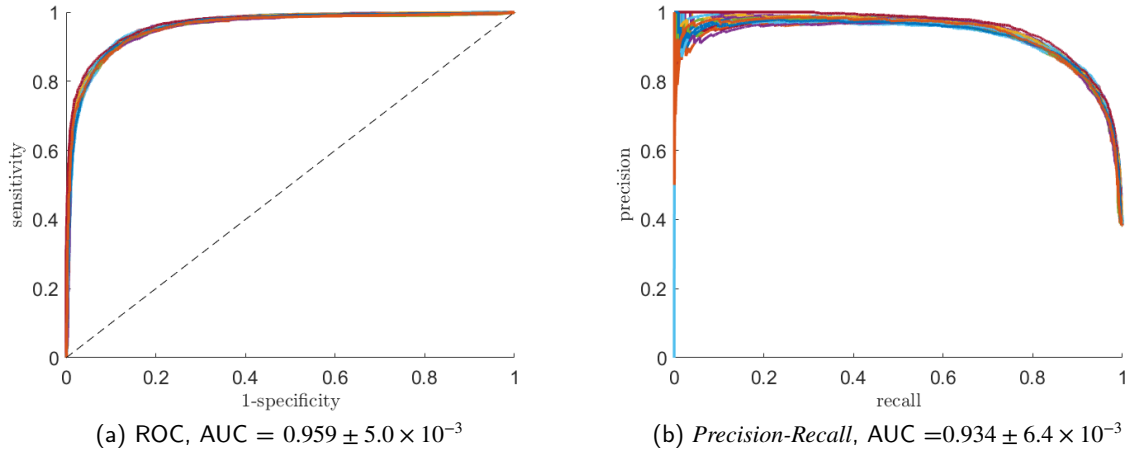 1
0.8
0.6
0.4
0.2
0
sensitivity
0 0.2 0.4 0.6 0.8 1
1-specificity
(a) ROC, AUC = 0.959 ± 5.0 × 10⁻³
1
0.8
0.6
0.4
0.2
0
precision
0 0.2 0.4 0.6 0.8 1
recall
(b) Precision-Recall, AUC =0.934 ± 6.4 × 10⁻³